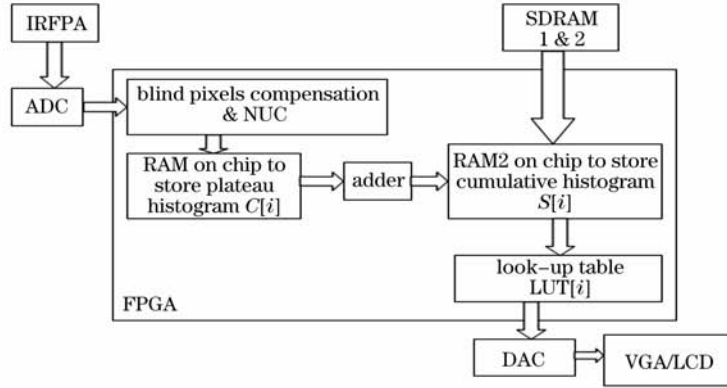 IRFPA
SDRAM
1 & 2
ADC
blind pixels compensation
& NUC
RAM on chip to
store plateau
histogram C[i]
adder
RAM2 on chip to store
cumulative histogram
S[i]
look-up table
LUT[i]
FPGA
DAC
VGA/LCD